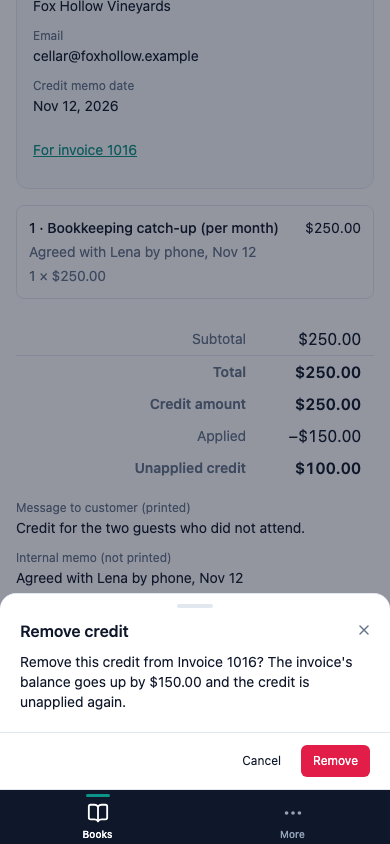 Fox Hollow Vineyards
Email
cellar@foxhollow.example
Credit memo date
Nov 12, 2026
For invoice 1016
1 · Bookkeeping catch-up (per month) $250.00
Agreed with Lena by phone, Nov 12
1 × $250.00
Subtotal $250.00
Total $250.00
Credit amount $250.00
Applied –$150.00
Unapplied credit $100.00
Message to customer (printed)
Credit for the two guests who did not attend.
Internal memo (not printed)
Agreed with Lena by phone, Nov 12
Remove credit
Remove this credit from Invoice 1016? The invoice's
balance goes up by $150.00 and the credit is
unapplied again.
Cancel Remove
Books More